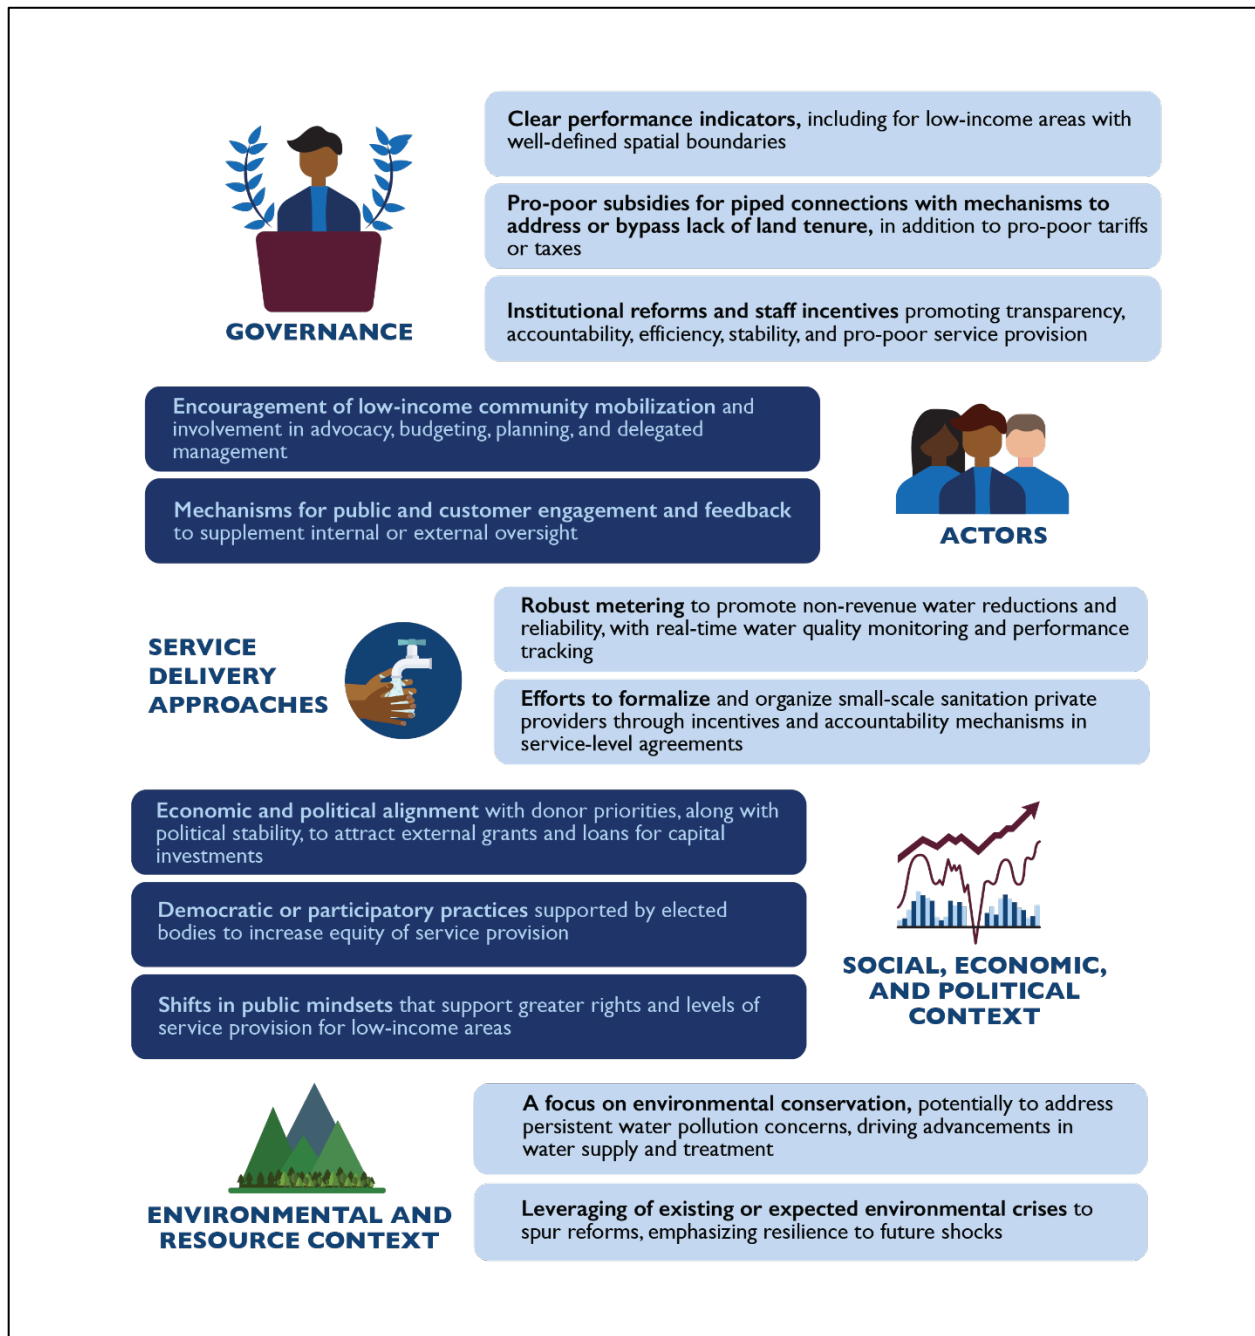 Clear performance indicators, including for low-income areas with
well-defined spatial boundaries
Pro-poor subsidies for piped connections with mechanisms to
address or bypass lack of land tenure, in addition to pro-poor tariffs
or taxes
Institutional reforms and staff incentives promoting transparency,
accountability, efficiency, stability, and pro-poor service provision
GOVERNANCE
Encouragement of low-income community mobilization and
involvement in advocacy, budgeting, planning, and delegated
management
Mechanisms for public and customer engagement and feedback
to supplement internal or external oversight
ACTORS
SERVICE
DELIVERY
APPROACHES
Robust metering to promote non-revenue water reductions and
reliability, with real-time water quality monitoring and performance
tracking
Efforts to formalize and organize small-scale sanitation private
providers through incentives and accountability mechanisms in
service-level agreements
Economic and political alignment with donor priorities, along with
political stability, to attract external grants and loans for capital
investments
Democratic or participatory practices supported by elected
bodies to increase equity of service provision
Shifts in public mindsets that support greater rights and levels of
service provision for low-income areas
SOCIAL, ECONOMIC,
AND POLITICAL
CONTEXT
A focus on environmental conservation, potentially to address
persistent water pollution concerns, driving advancements in
water supply and treatment
Leveraging of existing or expected environmental crises to
spur reforms, emphasizing resilience to future shocks
ENVIRONMENTAL AND
RESOURCE CONTEXT